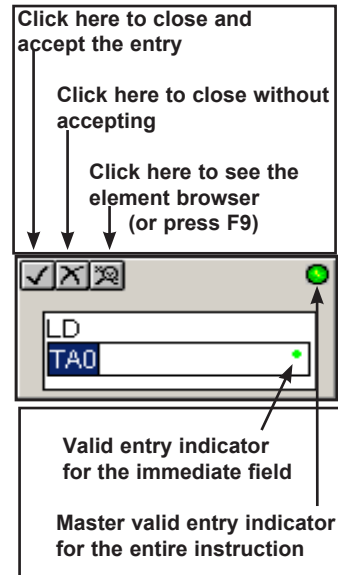 Click here to close and
accept the entry
Click here to close without
accepting
Click here to see the
element browser
(or press F9)
LD
TA0
Valid entry indicator
for the immediate field
Master valid entry indicator
for the entire instruction